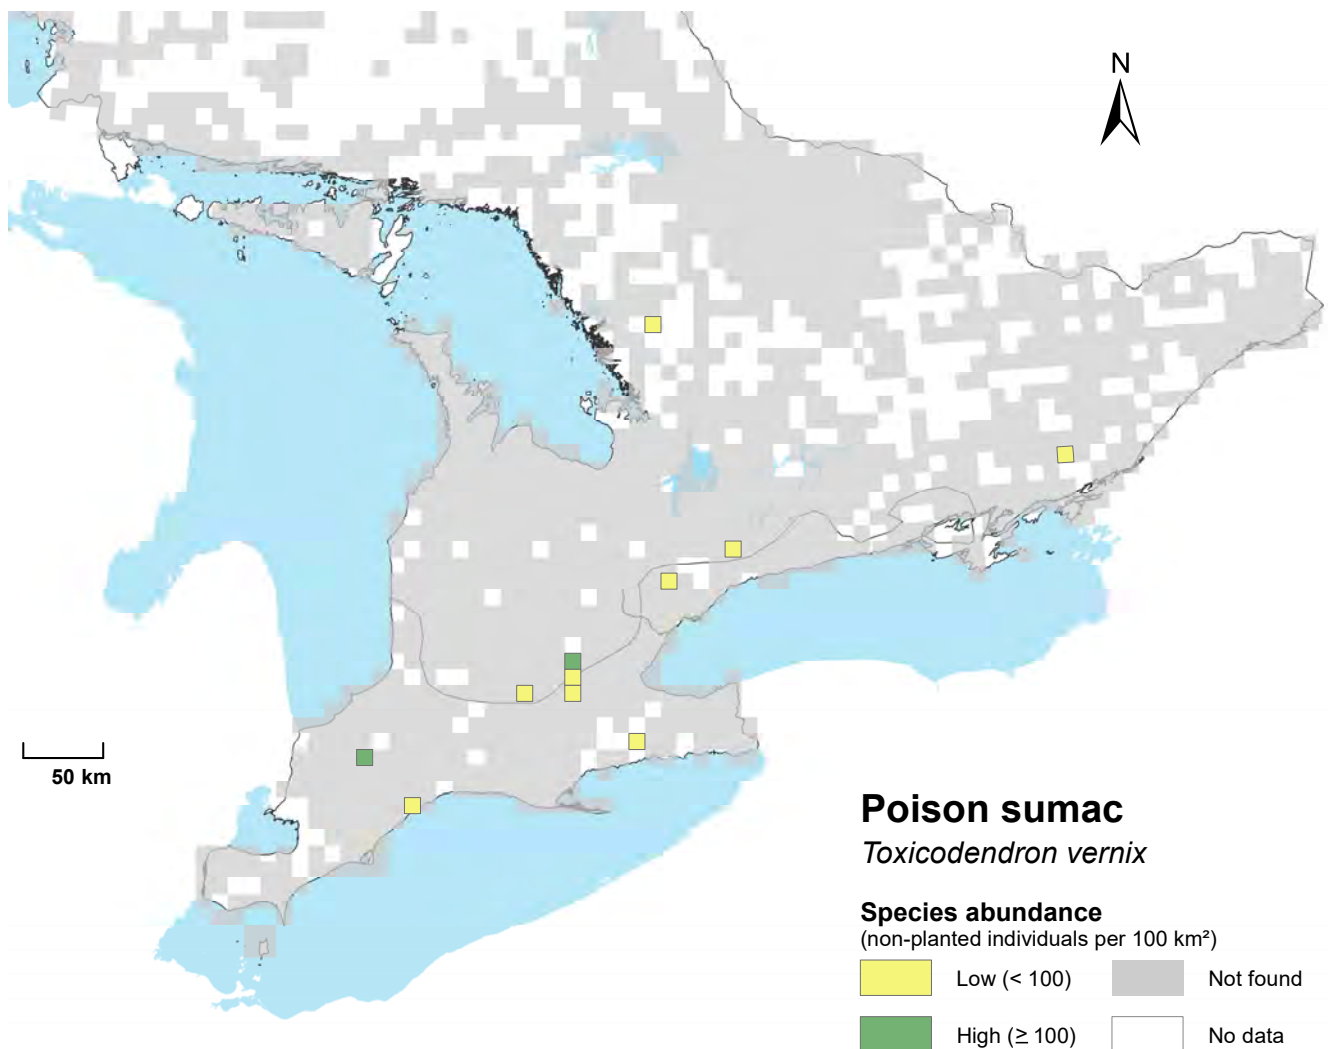 N
50 km
Poison sumac
Toxicodendron vernix
Species abundance
(non-planted individuals per 100 km²)
Low (< 100)
Not found
High (≥ 100)
No data